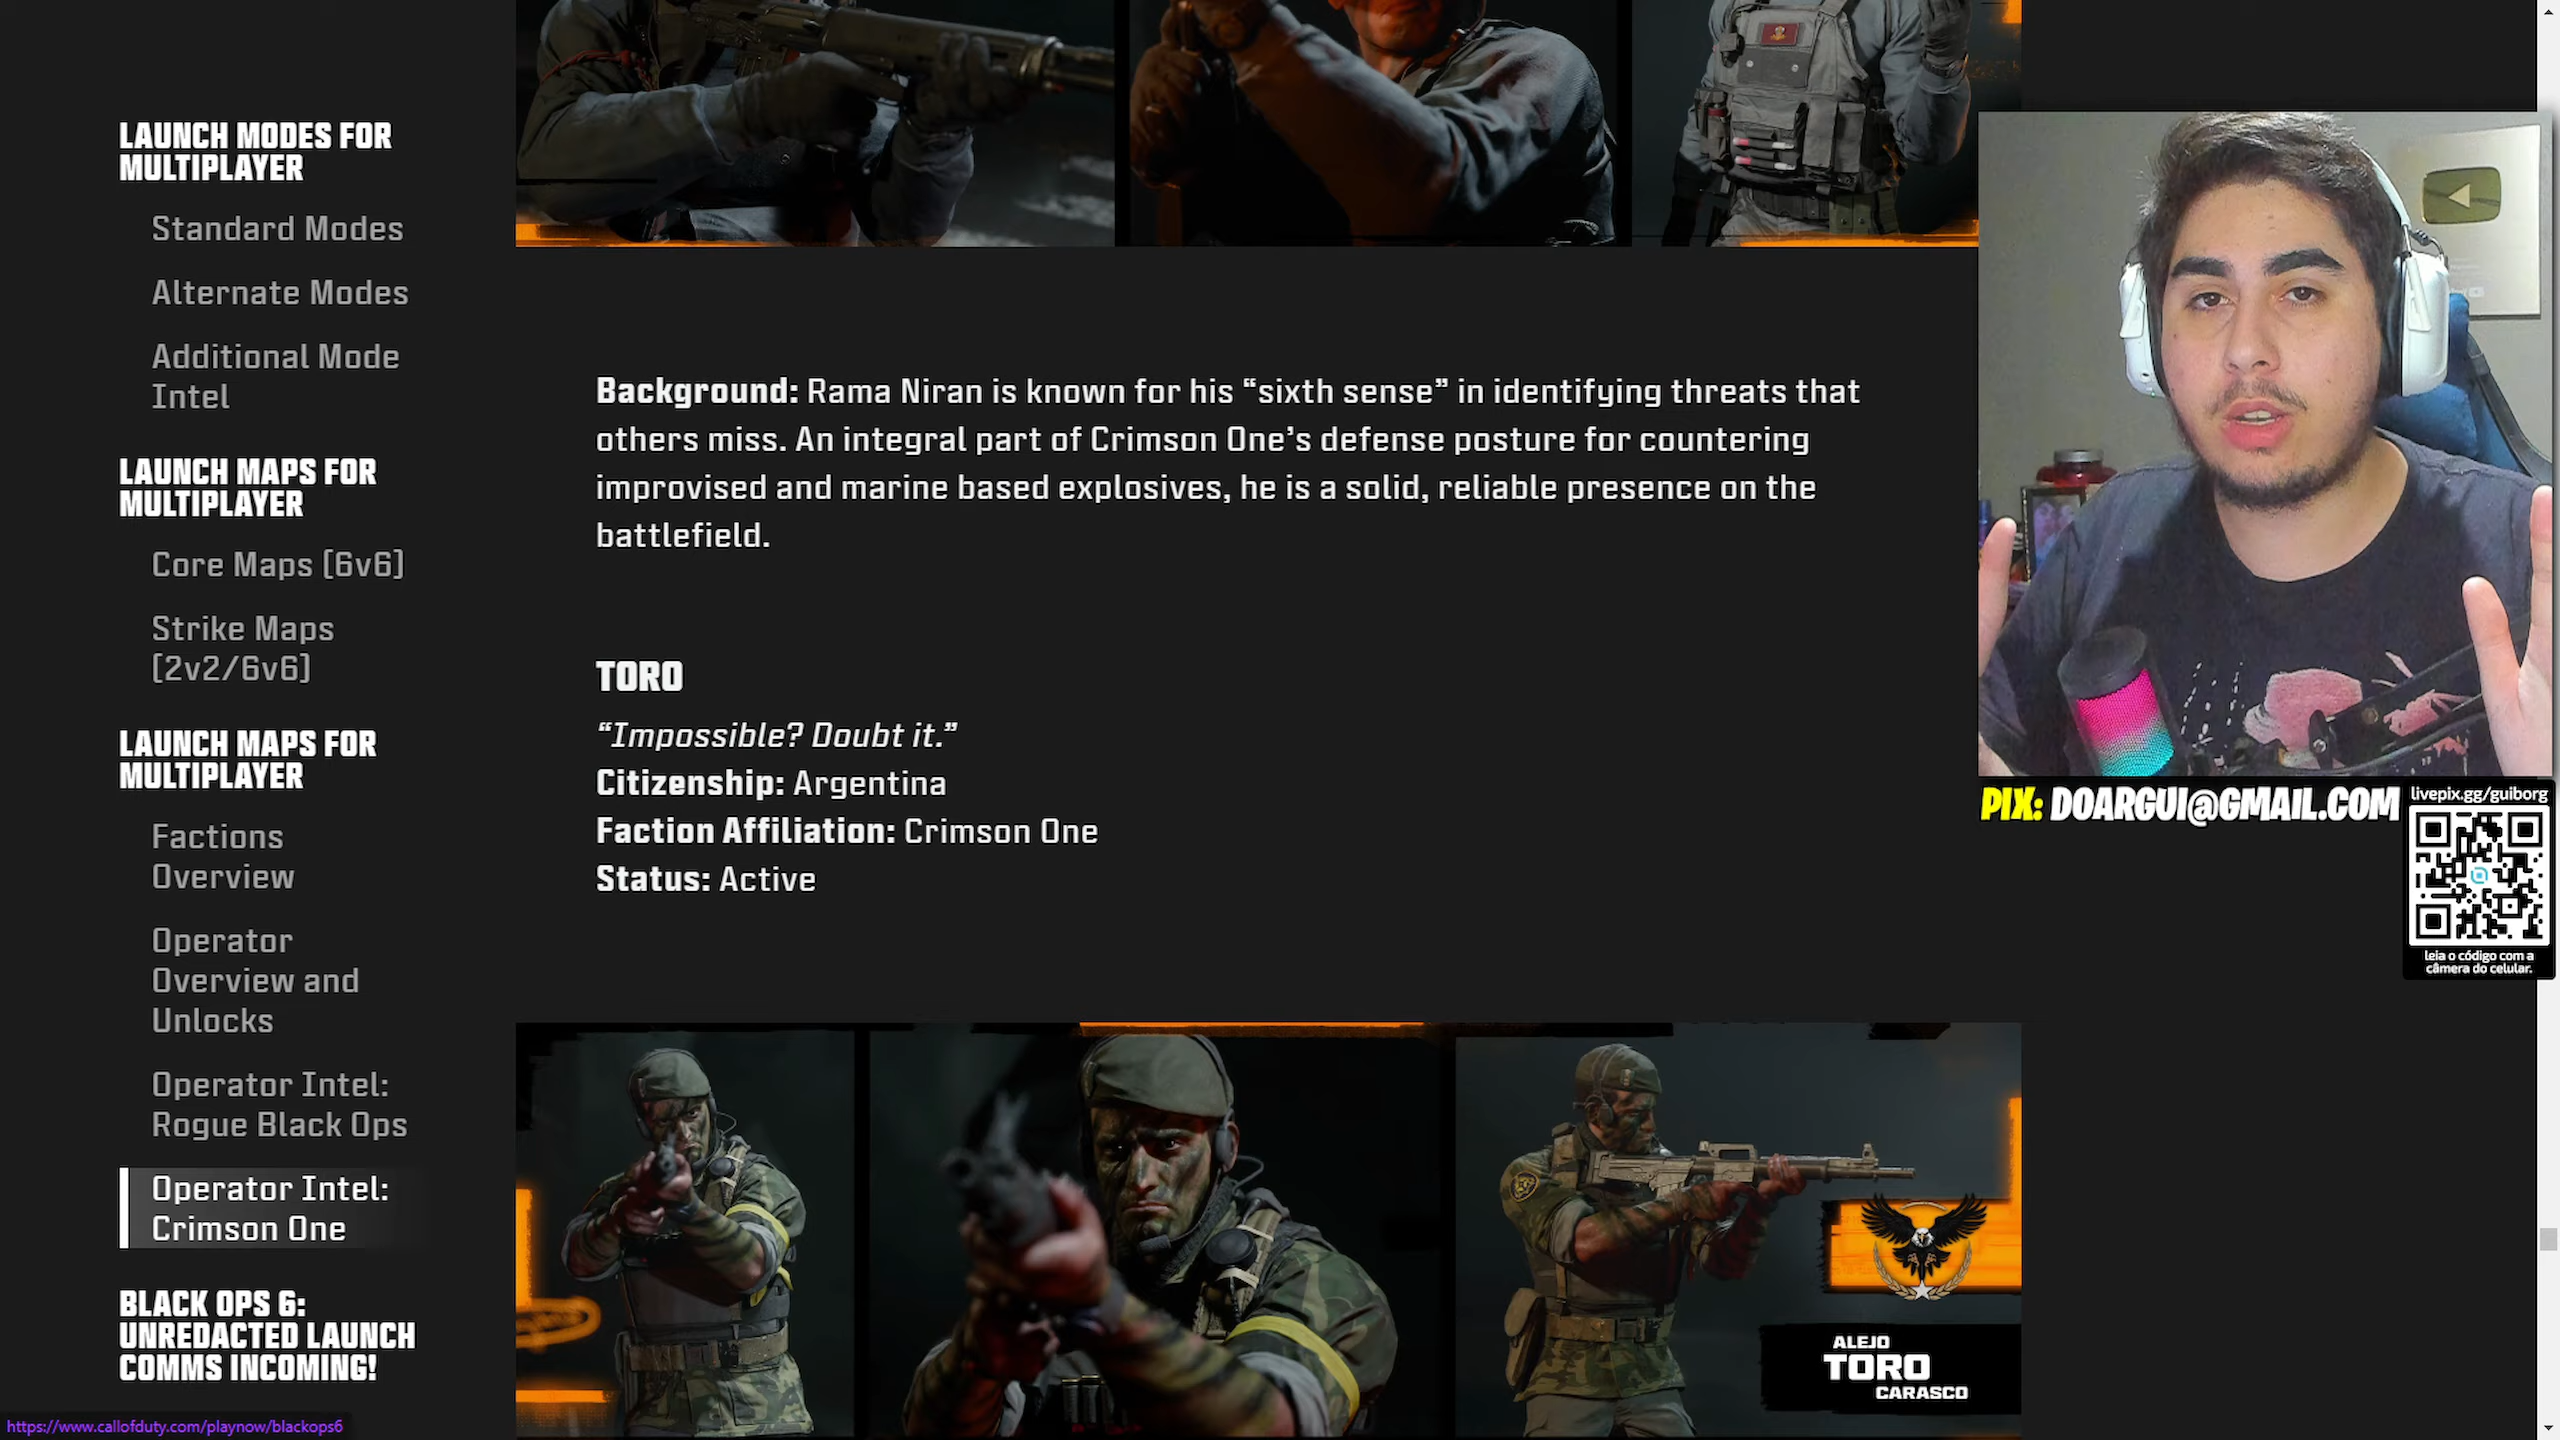 LAUNCH MODES FOR
MULTIPLAYER
Standard Modes
Alternate Modes
Additional Mode
Intel
LAUNCH MAPS FOR
MULTIPLAYER
Core Maps [6v6]
Strike Maps
[2v2/6v6]
LAUNCH MAPS FOR
MULTIPLAYER
Factions
Overview
Operator
Overview and
Unlocks
Operator Intel:
Rogue Black Ops
Operator Intel:
Crimson One
BLACK OPS 6:
UNREDACTED LAUNCH
COMMS INCOMING!
https://www.callofduty.com/playnow/blackops6
Background: Rama Niran is known for his “sixth sense” in identifying threats that
others miss. An integral part of Crimson One’s defense posture for countering
improvised and marine based explosives, he is a solid, reliable presence on the
battlefield.
TORO
“Impossible? Doubt it.”
Citizenship: Argentina
Faction Affiliation: Crimson One
Status: Active
ALEJO
TORO
CARASCO
PIX: DOARGUI@GMAIL.COM
livepix.gg/guiborg
leia o código com a
câmera do celular.